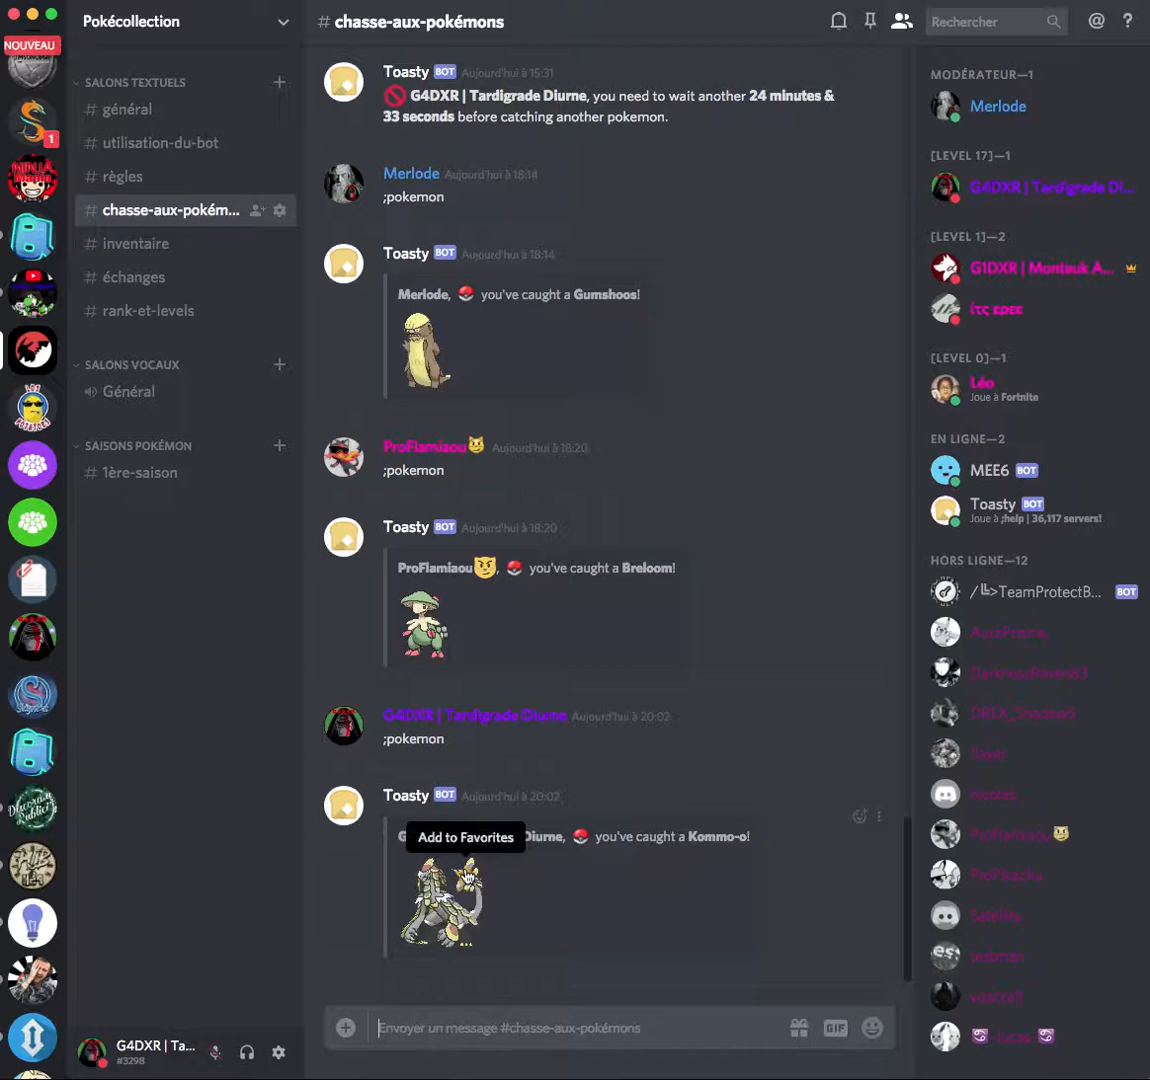 NOUVEAU
1
Pokécollection
SALONS TEXTUELS
# général
# utilisation-du-bot
# règles
# chasse-aux-pokém...
# inventaire
# échanges
# rank-et-levels
SALONS VOCAUX
Général
SAISONS POKÉMON
# 1ère-saison
G4DXR | Ta...
#3298
# chasse-aux-pokémons
Rechercher
Toasty BOT Aujourd'hui à 15:31
G4DXR | Tardigrade Diurne, you need to wait another 24 minutes &
33 seconds before catching another pokemon.
Merlode Aujourd'hui à 18:14
;pokemon
Toasty BOT Aujourd'hui à 18:14
Merlode, you've caught a Gumshoos!
ProFlamiaou😼 Aujourd'hui à 18:20
;pokemon
Toasty BOT Aujourd'hui à 18:20
ProFlamiaou😼, you've caught a Breloom!
G4DXR | Tardigrade Diurne Aujourd'hui à 20:02
;pokemon
Toasty BOT Aujourd'hui à 20:02
Diurne, you've caught a Kommo-o!
Add to Favorites
Envoyer un message #chasse-aux-pokémons
GIF
MODÉRATEUR—1
Merlode
[LEVEL 17]—1
G4DXR | Tardigrade Di...
[LEVEL 1]—2
G1DXR | Montauk A...
[LEVEL 0]—1
Léo
Joue à Fortnite
EN LIGNE—2
MEE6 BOT
Toasty BOT
Joue à ;help | 36,117 servers!
HORS LIGNE—12
TeamProtectB... BOT
nicolas
ProFlamiaou😼
ProPikachu
testman
♋ lucas ♋